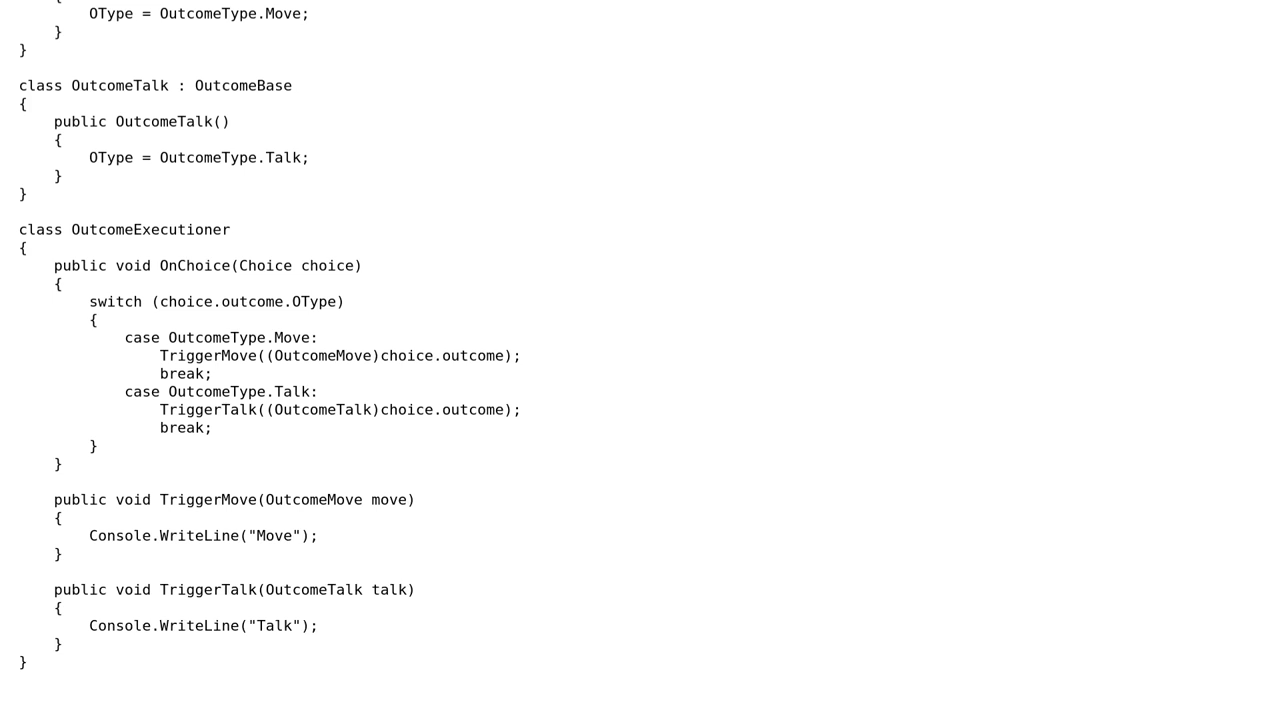 OType = OutcomeType.Move;
    }
}

class OutcomeTalk : OutcomeBase
{
    public OutcomeTalk()
    {
        OType = OutcomeType.Talk;
    }
}

class OutcomeExecutioner
{
    public void OnChoice(Choice choice)
    {
        switch (choice.outcome.OType)
        {
            case OutcomeType.Move:
                TriggerMove((OutcomeMove)choice.outcome);
                break;
            case OutcomeType.Talk:
                TriggerTalk((OutcomeTalk)choice.outcome);
                break;
        }
    }

    public void TriggerMove(OutcomeMove move)
    {
        Console.WriteLine("Move");
    }

    public void TriggerTalk(OutcomeTalk talk)
    {
        Console.WriteLine("Talk");
    }
}